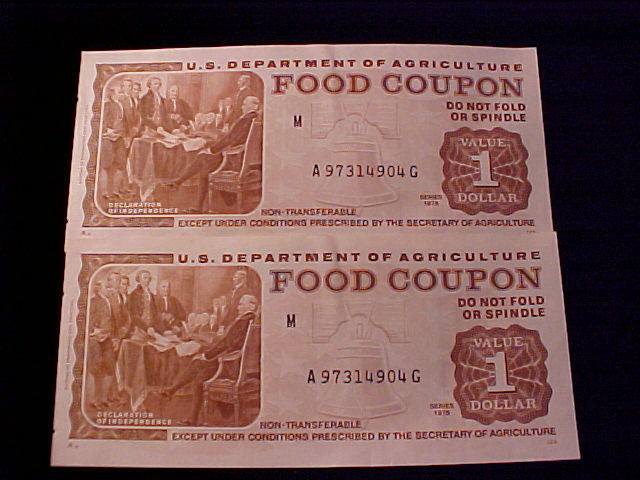 U.S. DEPARTMENT OF AGRICULTURE
FOOD COUPON
DO NOT FOLD
OR SPINDLE
M
VALUE
1
DOLLAR
A97314904G
SERIES
1975
DECLARATION
OF INDEPENDENCE
NON-TRANSFERABLE
EXCEPT UNDER CONDITIONS PRESCRIBED BY THE SECRETARY OF AGRICULTURE
U.S. DEPARTMENT OF AGRICULTURE
FOOD COUPON
DO NOT FOLD
OR SPINDLE
M
VALUE
1
DOLLAR
A97314904G
SERIES
1975
DECLARATION
OF INDEPENDENCE
NON-TRANSFERABLE
EXCEPT UNDER CONDITIONS PRESCRIBED BY THE SECRETARY OF AGRICULTURE